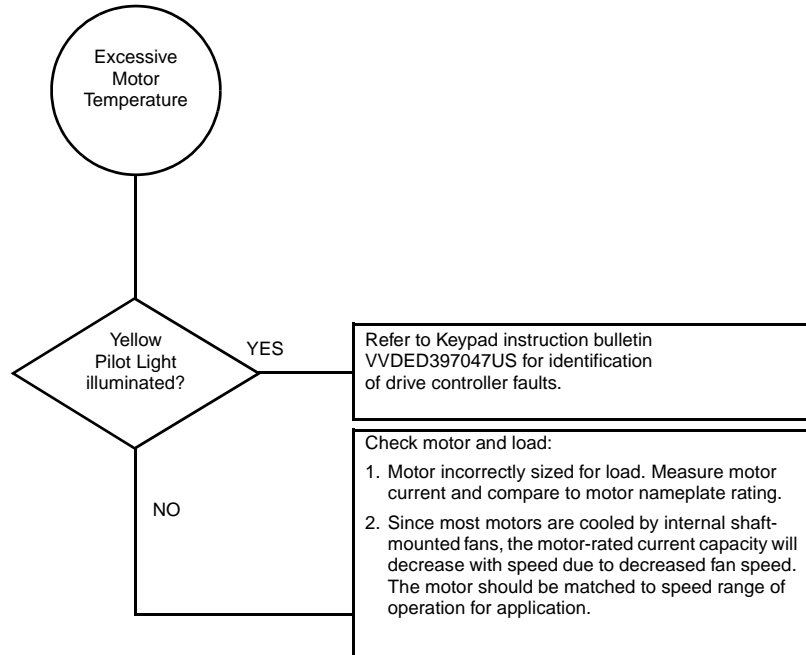 Excessive
Motor
Temperature
Yellow
Pilot Light
illuminated?
YES
Refer to Keypad instruction bulletin
VVDED397047US for identification
of drive controller faults.
NO
Check motor and load:
1. Motor incorrectly sized for load. Measure motor
current and compare to motor nameplate rating.
2. Since most motors are cooled by internal shaft-
mounted fans, the motor-rated current capacity will
decrease with speed due to decreased fan speed.
The motor should be matched to speed range of
operation for application.